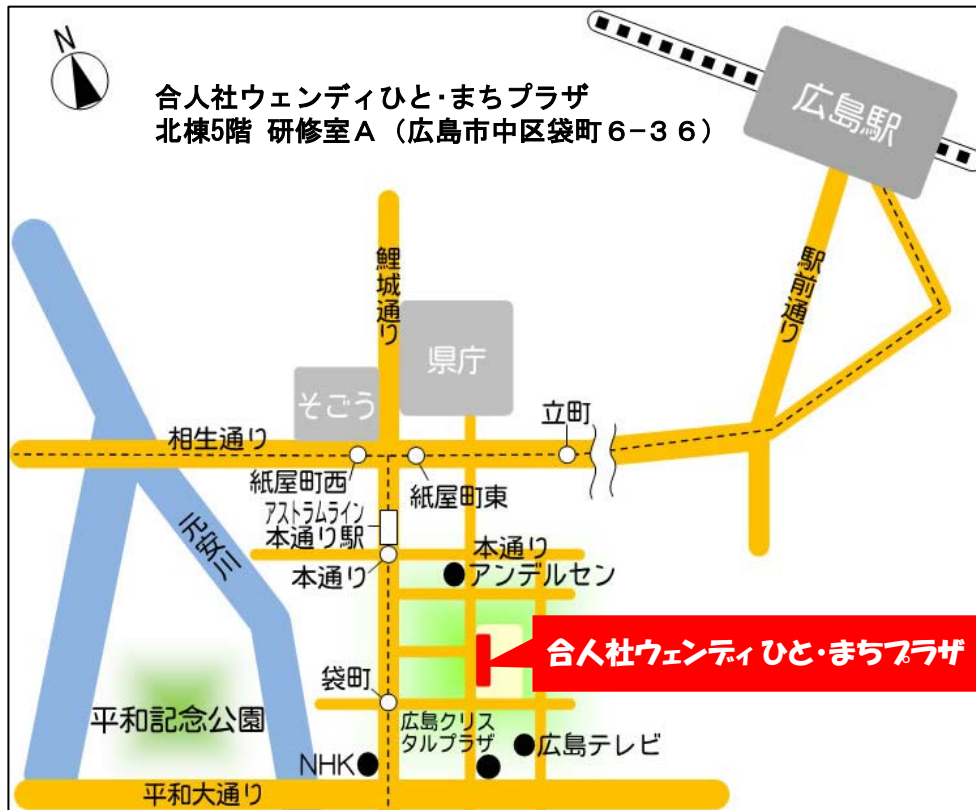 N
合人社ウェンディひと・まちプラザ
北棟5階 研修室A（広島市中区袋町6-36）
広島駅
駅前通り
鯉城通り
県庁
そごう
立町
相生通り
紙屋町西
紙屋町東
アストラムライン
本通り駅
元安川
本通り
本通り
アンデルセン
合人社ウェンディひと・まちプラザ
袋町
平和記念公園
広島クリス
タルプラザ
広島テレビ
NHK
平和大通り